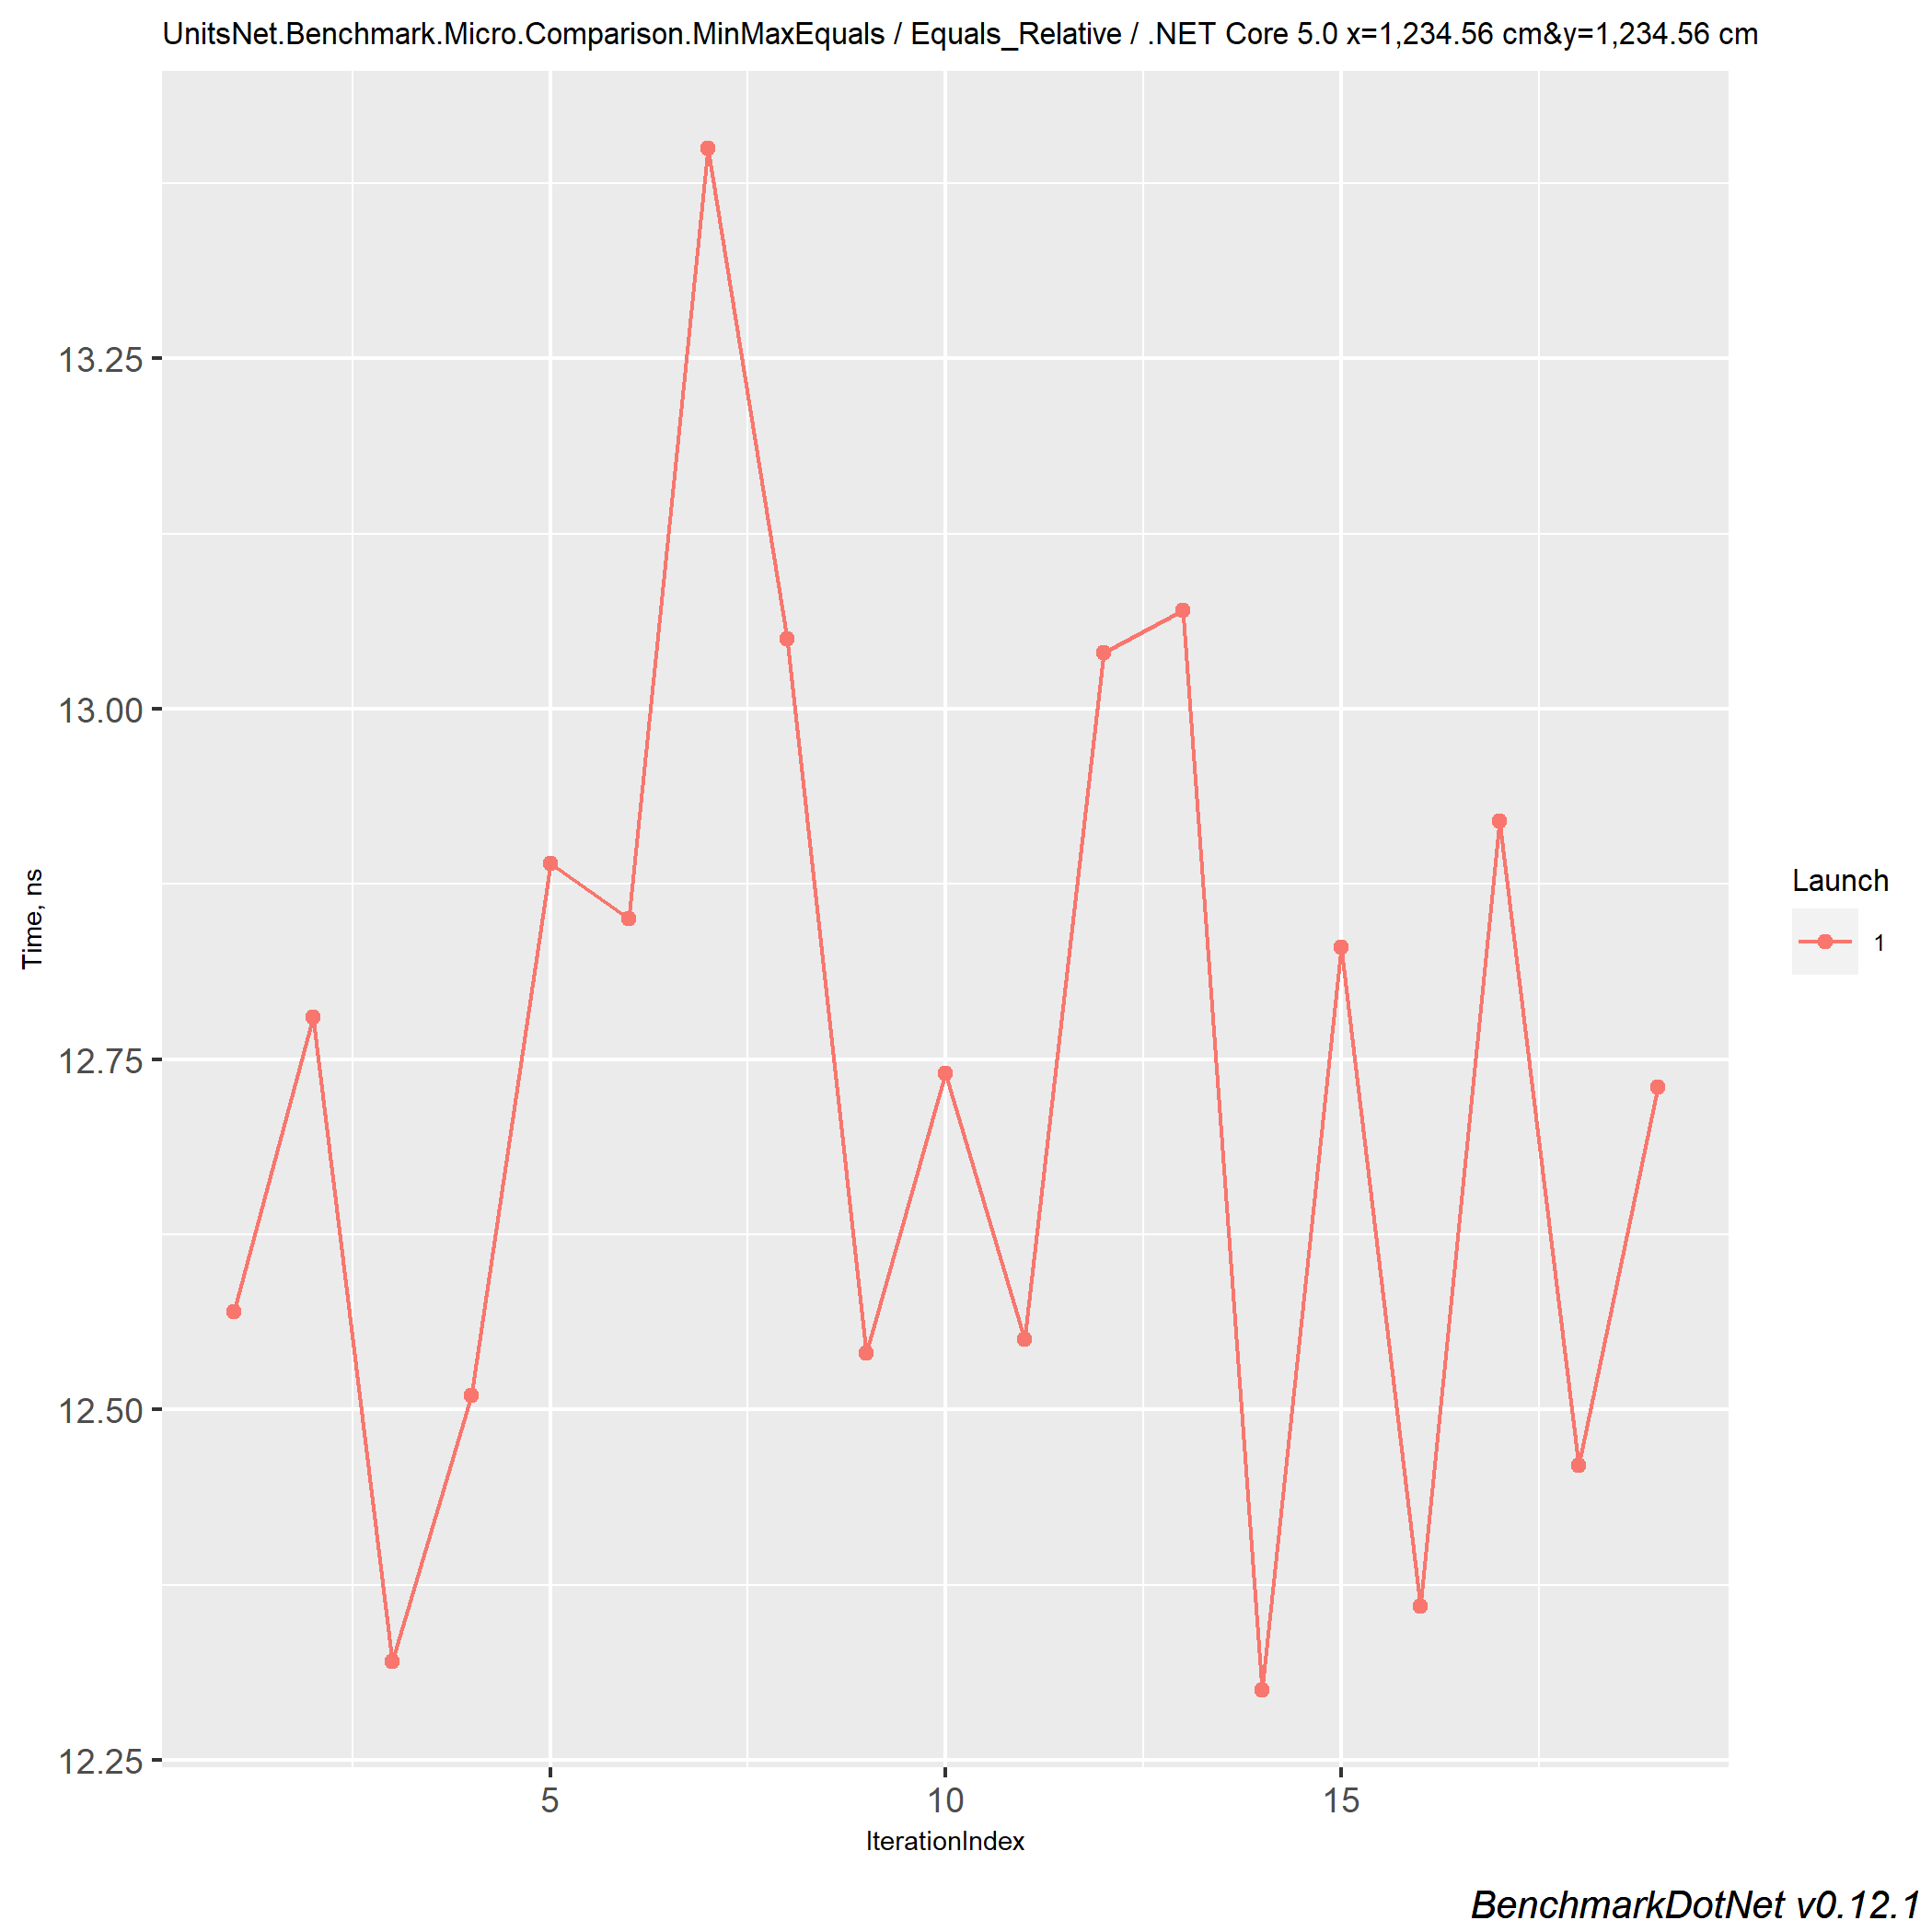 UnitsNet.Benchmark.Micro.Comparison.MinMaxEquals / Equals_Relative / .NET Core 5.0 x=1,234.56 cm&y=1,234.56 cm
13.25
13.00
12.75
12.50
12.25
Time, ns
5 10 15
IterationIndex
Launch
1
BenchmarkDotNet v0.12.1